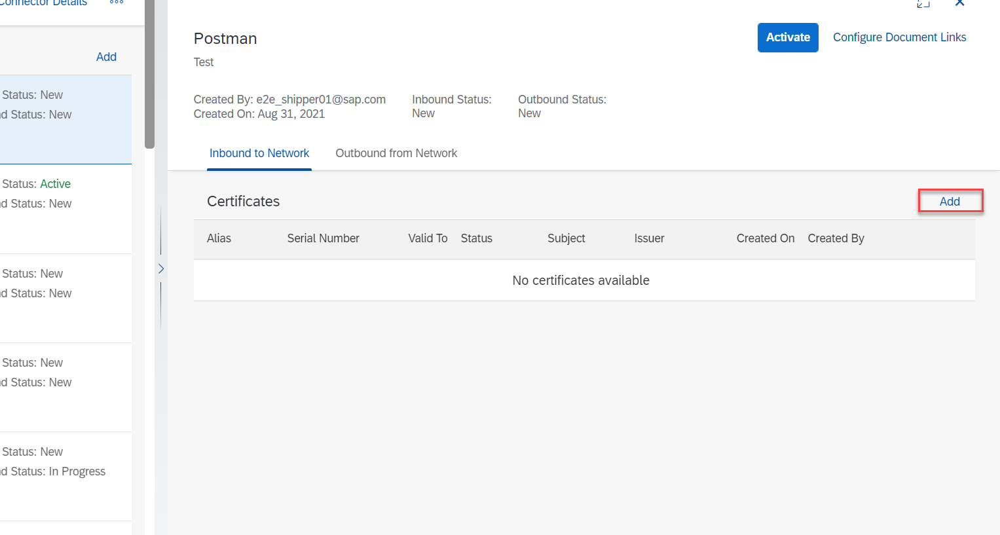 Connector Details
Add
Status: New
d Status: New
Status: Active
d Status: New
Status: New
d Status: New
Status: New
d Status: New
Status: New
d Status: In Progress
Postman
Activate
Configure Document Links
Test
Created By: e2e_shipper01@sap.com
Created On: Aug 31, 2021
Inbound Status:
New
Outbound Status:
New
Inbound to Network
Outbound from Network
Certificates
Add
Alias Serial Number Valid To Status Subject Issuer Created On Created By
No certificates available